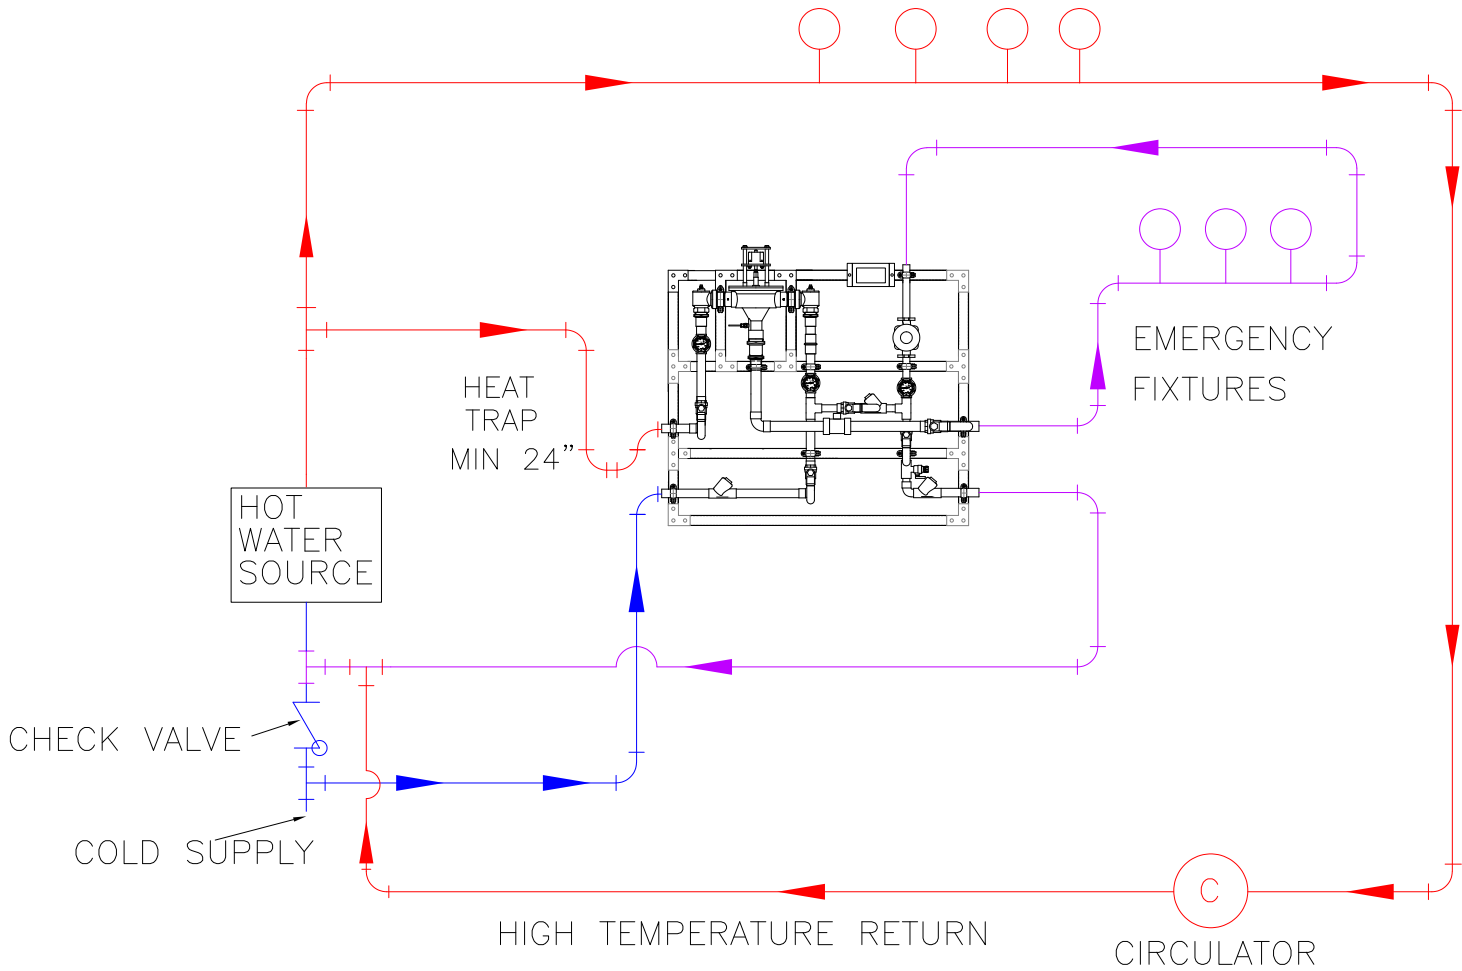 EMERGENCY
FIXTURES
HEAT
TRAP
MIN 24”
HOT
WATER
SOURCE
CHECK VALVE
COLD SUPPLY
C
HIGH TEMPERATURE RETURN
CIRCULATOR